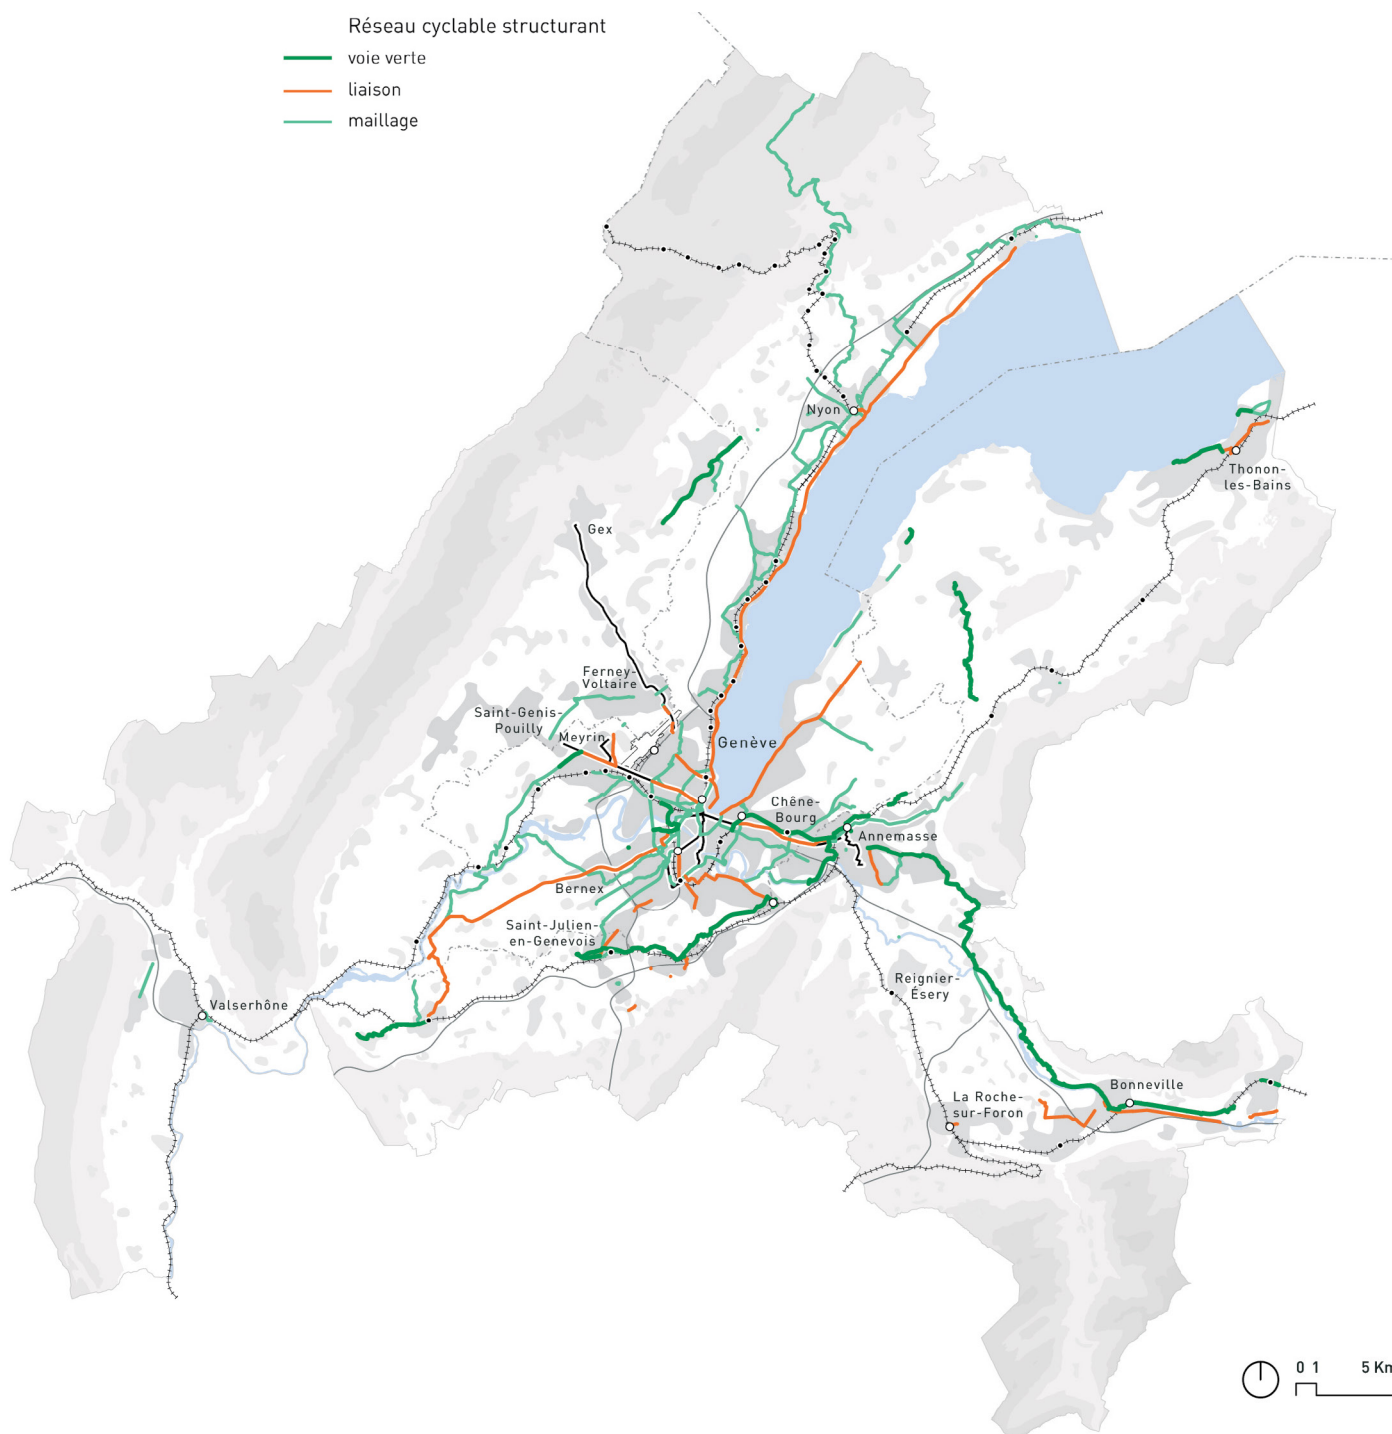 Réseau cyclable structurant
voie verte
liaison
maillage
Nyon
Thonon-
les-Bains
Gex
Ferney-
Voltaire
Saint-Genis-
Pouilly
Meyrin
Genève
Chêne-
Bourg
Annemasse
Bernex
Saint-Julien-
en-Genevois
Reignier-
Ésery
Valserhône
Bonneville
La Roche-
sur-Foron
0 1 5 Km